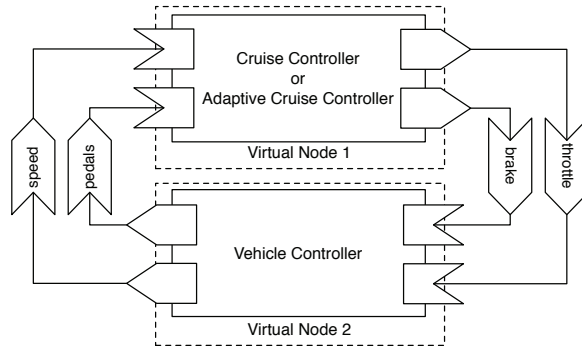 Cruise Controller
or
Adaptive Cruise Controller
Virtual Node 1
speed
pedals
brake
throttle
Vehicle Controller
Virtual Node 2